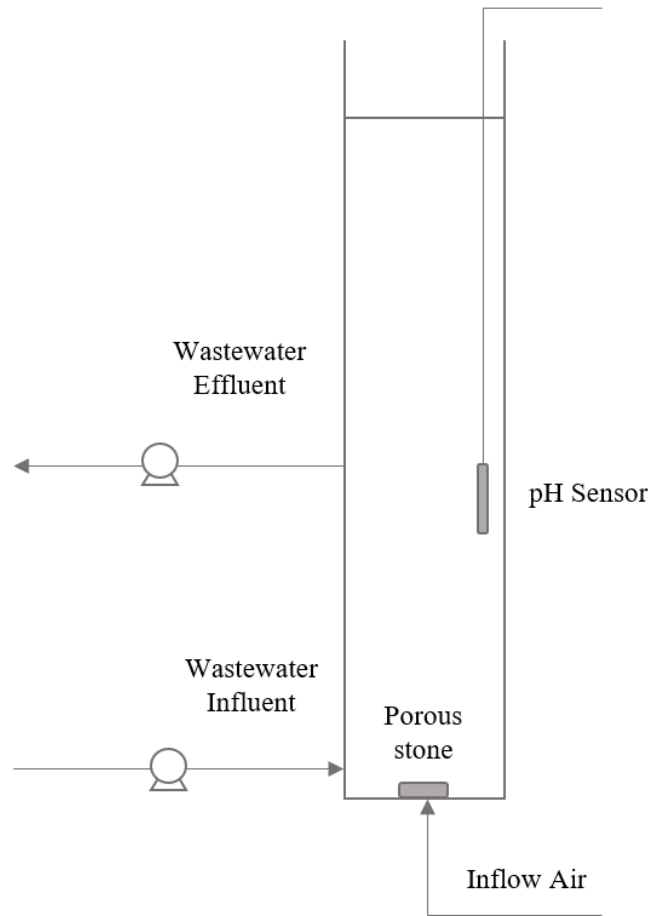 Wastewater
Effluent
pH Sensor
Wastewater
Influent
Porous
stone
Inflow Air